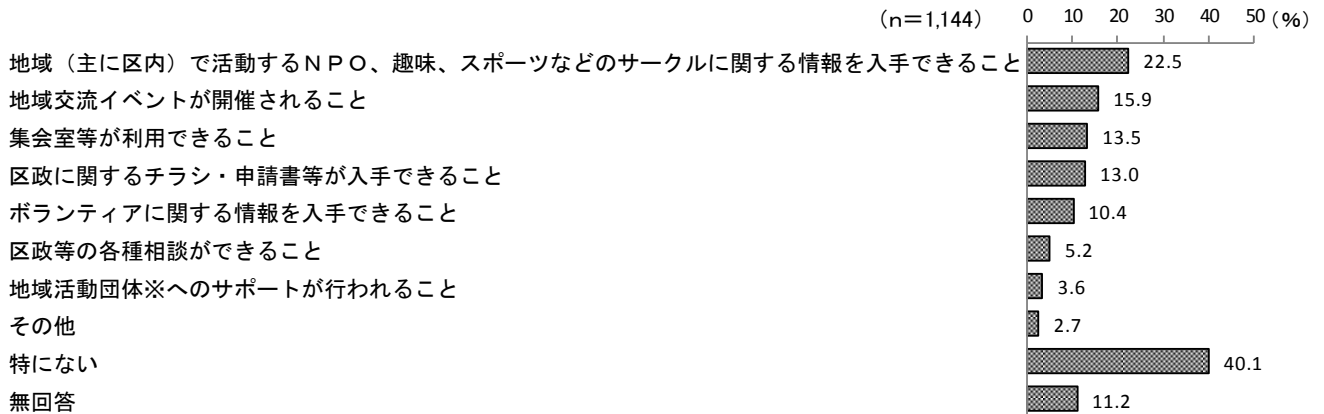 (n=1,144) 0 10 20 30 40 50 (%)
地域（主に区内）で活動するNPO、趣味、スポーツなどのサークルに関する情報を入手できること 22.5
地域交流イベントが開催されること 15.9
集会室等が利用できること 13.5
区政に関するチラシ・申請書等が入手できること 13.0
ボランティアに関する情報を入手できること 10.4
区政等の各種相談ができること 5.2
地域活動団体※へのサポートが行われること 3.6
その他 2.7
特にない 40.1
無回答 11.2